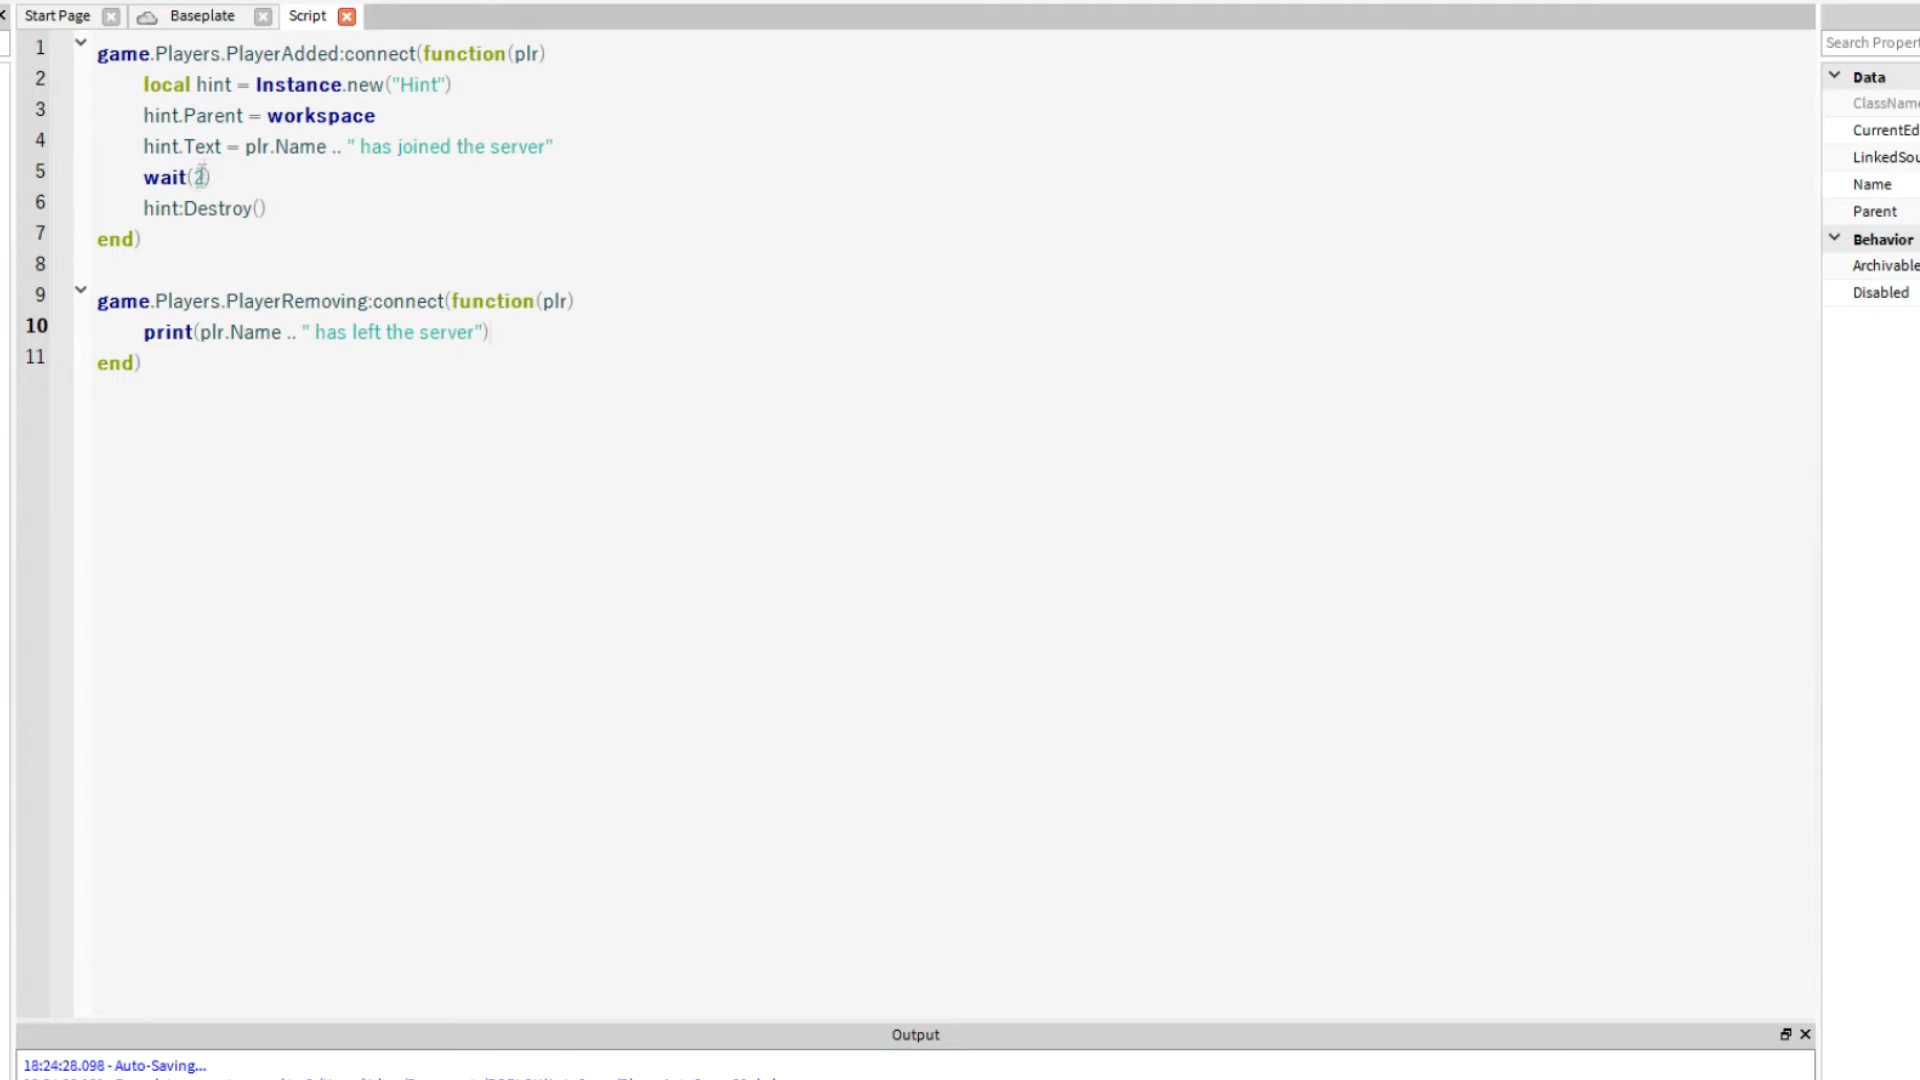 Start Page
Baseplate
Script
1 game.Players.PlayerAdded:connect(function(plr)
2 local hint = Instance.new("Hint")
3 hint.Parent = workspace
4 hint.Text = plr.Name .. " has joined the server"
5 wait(2)
6 hint:Destroy()
7 end)
8
9 game.Players.PlayerRemoving:connect(function(plr)
10 print(plr.Name .. " has left the server")
11 end)
Search Propert
Data
ClassName
CurrentEd
LinkedSou
Name
Parent
Behavior
Archivable
Disabled
Output
18:24:28.098 - Auto-Saving...